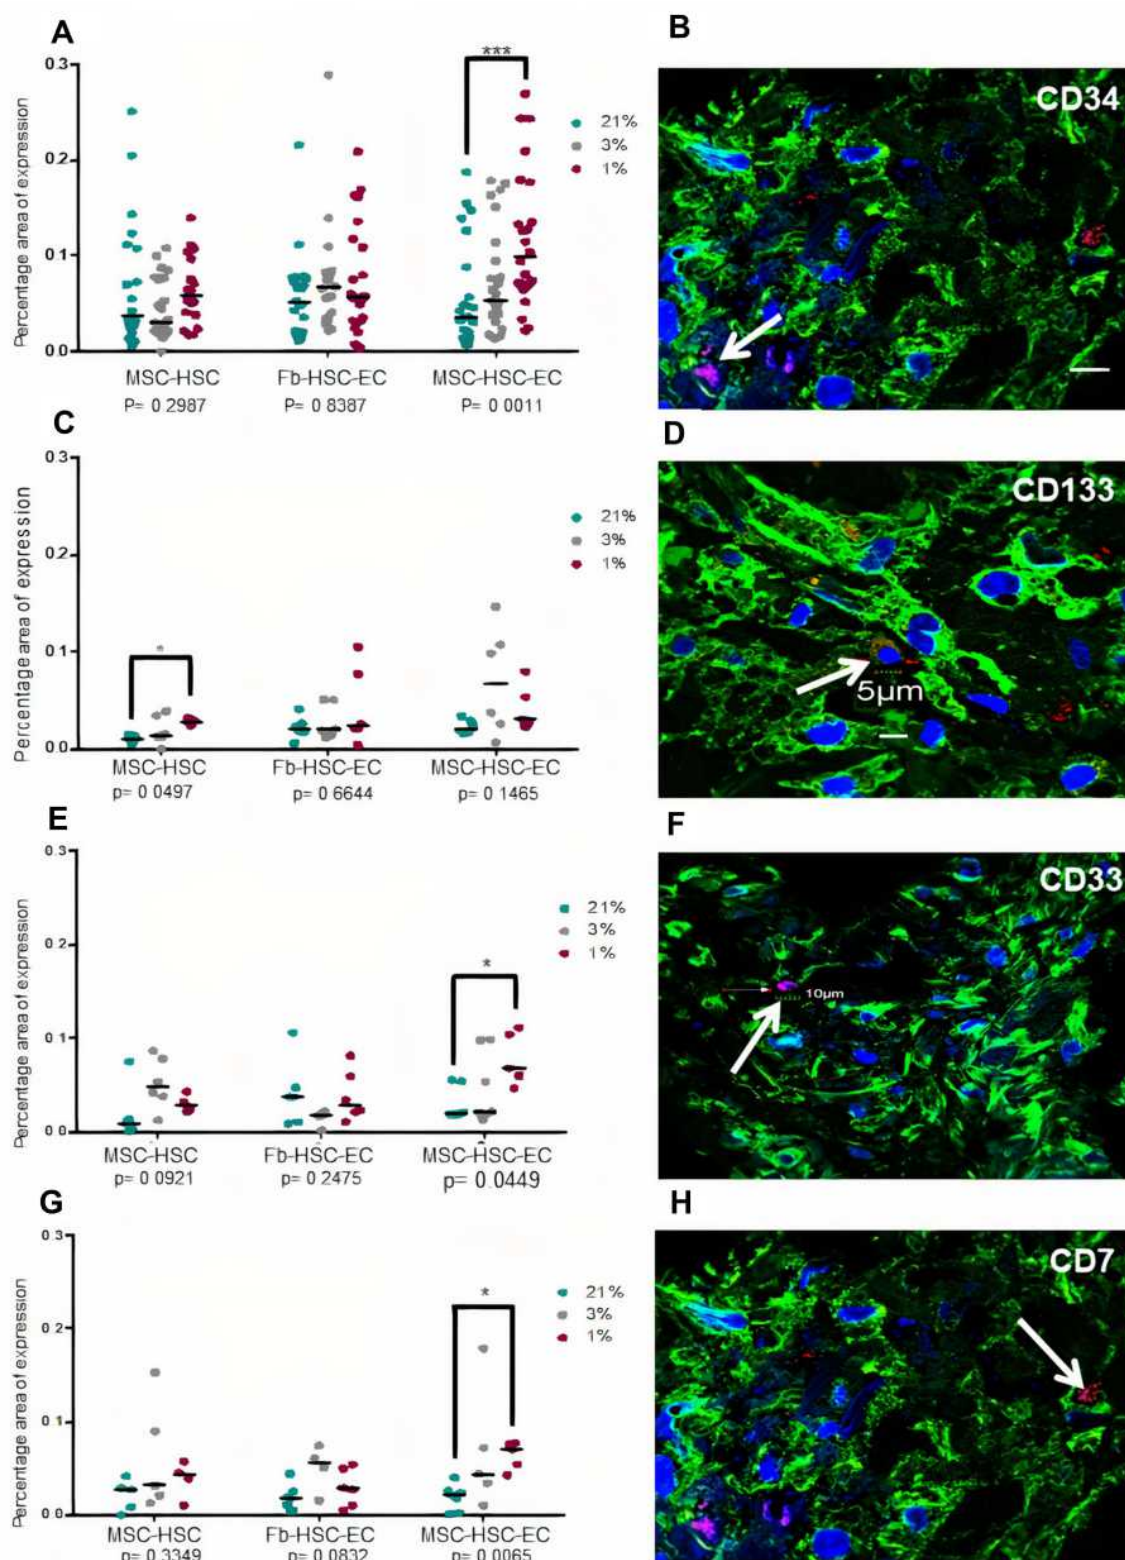 A
B
Percentage area of expression
0.3
0.2
0.1
0.0
***
21%
3%
1%
MSC-HSC
Fb-HSC-EC
MSC-HSC-EC
P= 0 2987
P= 0 8387
P= 0 0011
CD34
C
D
Percentage area of expression
0 3
0.2
0.1
0.0
*
21%
3%
1%
MSC-HSC
Fb-HSC-EC
MSC-HSC-EC
p= 0 0497
p= 0 6644
p= 0 1465
CD133
5µm
E
F
Percentage area of expression
0.3
0.2
0.1
0.0
*
21%
3%
1%
MSC-HSC
Fb-HSC-EC
MSC-HSC-EC
p= 0 0921
p= 0.2475
p= 0.0449
CD33
10µm
G
H
Percentage area of expression
0.3
0.2
0.1
0.0
*
21%
3%
1%
MSC-HSC
Fb-HSC-EC
MSC-HSC-EC
p= 0.3349
p= 0.0832
p= 0.0065
CD7